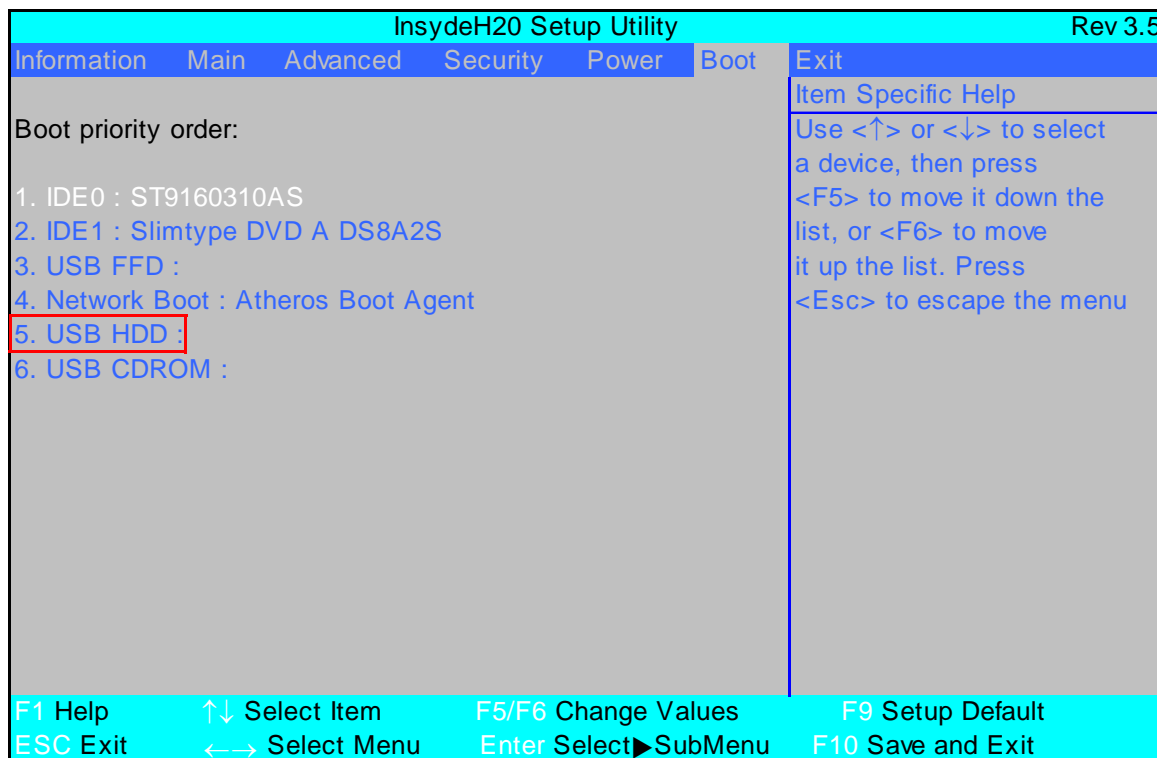 InsydeH20 Setup Utility Rev 3.5
Information Main Advanced Security Power Boot Exit
Item Specific Help
Boot priority order:
Use <↑> or <↓> to select
a device, then press
<F5> to move it down the
list, or <F6> to move
it up the list. Press
<Esc> to escape the menu
1. IDE0 : ST9160310AS
2. IDE1 : Slimtype DVD A DS8A2S
3. USB FFD :
4. Network Boot : Atheros Boot Agent
5. USB HDD :
6. USB CDROM :
F1 Help ↑↓ Select Item F5/F6 Change Values F9 Setup Default
ESC Exit ←→ Select Menu Enter Select▶SubMenu F10 Save and Exit